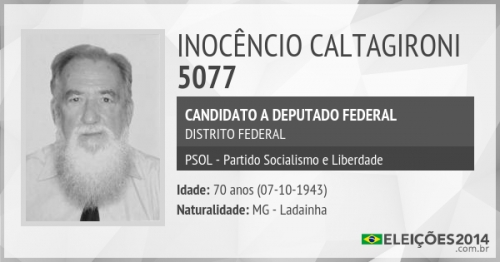 INOCÊNCIO CALTAGIRONI
5077
CANDIDATO A DEPUTADO FEDERAL
DISTRITO FEDERAL
PSOL - Partido Socialismo e Liberdade
Idade: 70 anos (07-10-1943)
Naturalidade: MG - Ladainha
ELEIÇÕES2014
.com.br